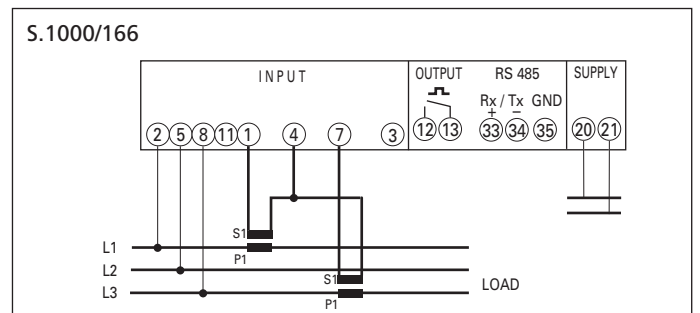 S.1000/166
INPUT OUTPUT RS 485 SUPPLY
Rx / Tx GND
+ −
2 5 8 11 1 4 7 3 12 13 33 34 35 20 21
S1
L1
P1
L2
S1
LOAD
L3
P1